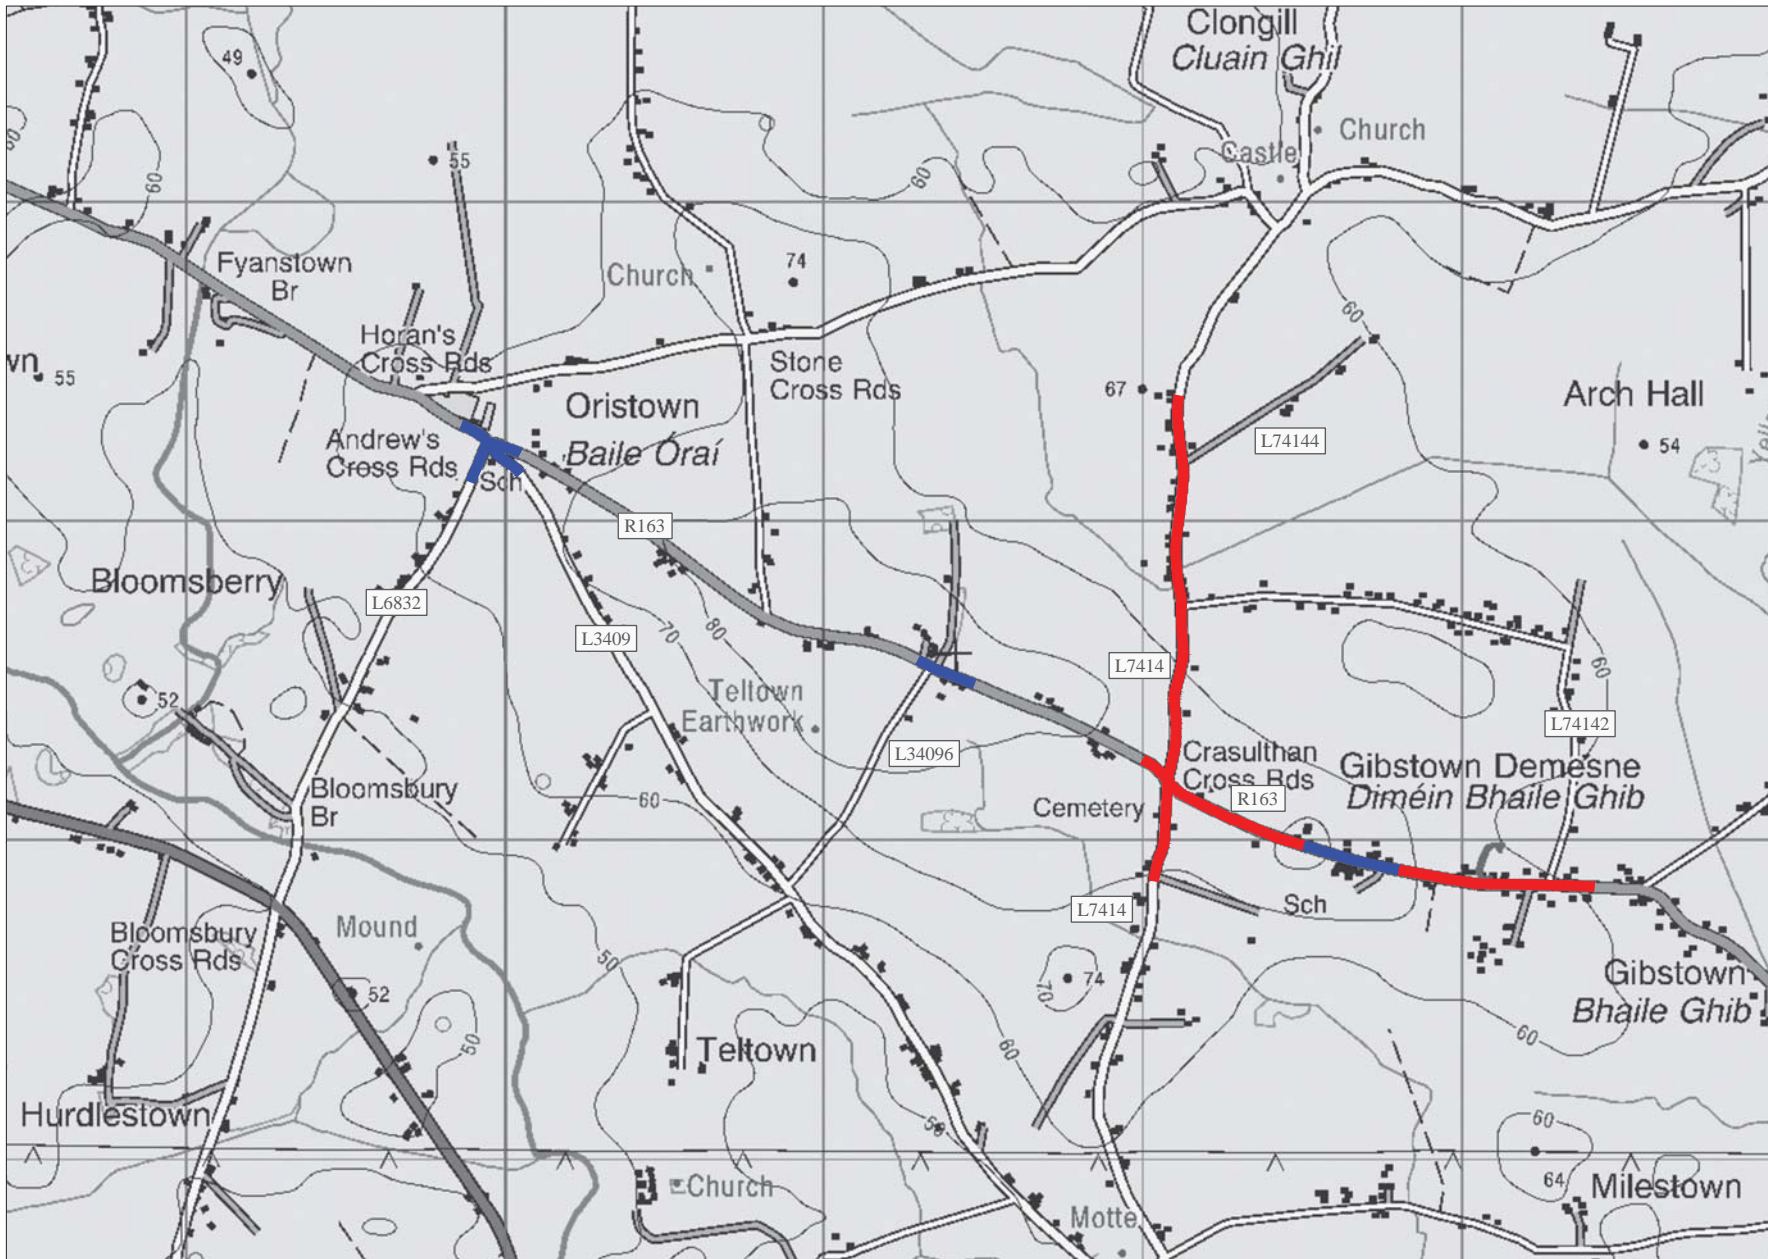 Clongill
Cluain Ghil
49
Church
55
Castle
60
60
60
Fyanstown
Br
Church
74
60
Horan's
Cross Rds
wn
55
Stone
Cross Rds
67
Arch Hall
Oristown
Baile Óraí
Andrew's
Cross Rds
Sch
L74144
54
R163
Bloomsberry
L6832
L3409
70
80
60
L7414
52
Teltown
Earthwork
L74142
L34096
Crasulthan
Cross Rds
Gibstown Demesne
Diméin Bhaile Ghib
R163
Bloomsbury
Br
60
Cemetery
Sch
L7414
Bloomsbury
Cross Rds
Mound
50
74
70
Gibstown
Bhaile Ghib
52
50
60
60
Teltown
Hurdlestown
60
50
64
Milestown
Church
Motte